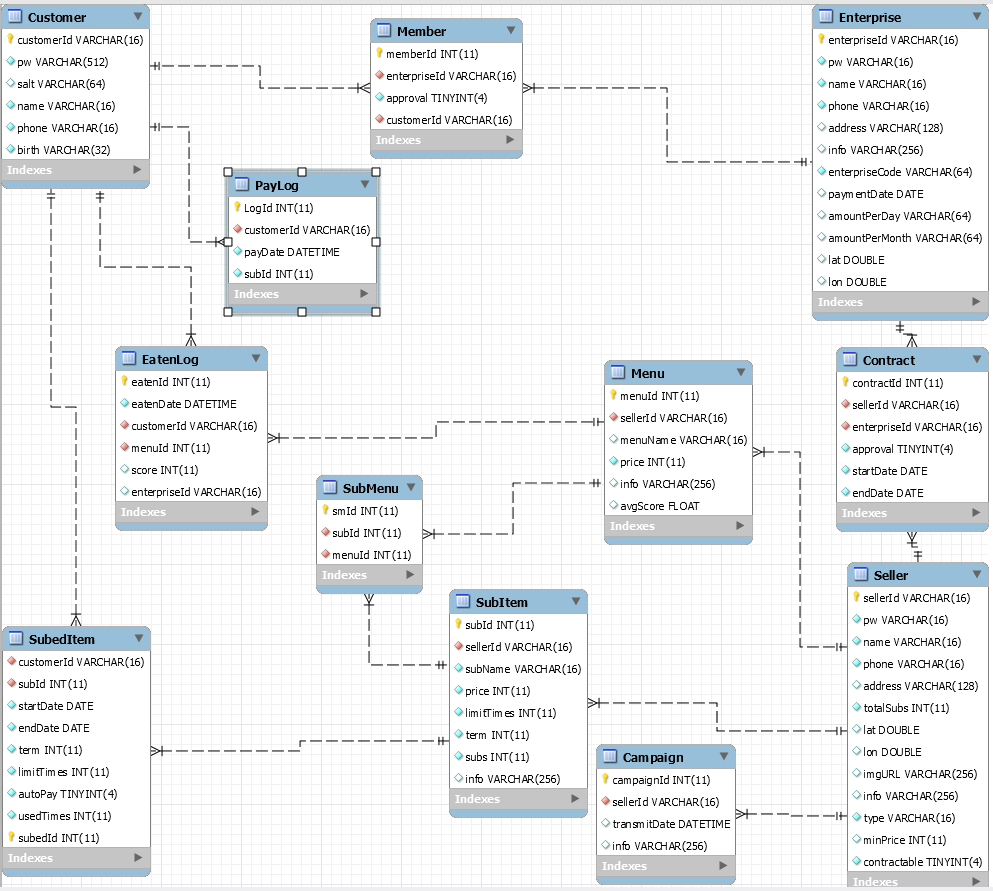 Customer
customerId VARCHAR(16)
pw VARCHAR(512)
salt VARCHAR(64)
name VARCHAR(16)
phone VARCHAR(16)
birth VARCHAR(32)
Indexes
Member
memberId INT(11)
enterpriseId VARCHAR(16)
approval TINYINT(4)
customerId VARCHAR(16)
Indexes
Enterprise
enterpriseId VARCHAR(16)
pw VARCHAR(16)
name VARCHAR(16)
phone VARCHAR(16)
address VARCHAR(128)
info VARCHAR(256)
enterpriseCode VARCHAR(64)
paymentDate DATE
amountPerDay VARCHAR(64)
amountPerMonth VARCHAR(64)
lat DOUBLE
lon DOUBLE
Indexes
PayLog
LogId INT(11)
customerId VARCHAR(16)
payDate DATETIME
subId INT(11)
Indexes
EatenLog
eatenId INT(11)
eatenDate DATETIME
customerId VARCHAR(16)
menuId INT(11)
score INT(11)
enterpriseId VARCHAR(16)
Indexes
Menu
menuId INT(11)
sellerId VARCHAR(16)
menuName VARCHAR(16)
price INT(11)
info VARCHAR(256)
avgScore FLOAT
Indexes
Contract
contractId INT(11)
sellerId VARCHAR(16)
enterpriseId VARCHAR(16)
approval TINYINT(4)
startDate DATE
endDate DATE
Indexes
SubMenu
smId INT(11)
subId INT(11)
menuId INT(11)
Indexes
SubItem
subId INT(11)
sellerId VARCHAR(16)
subName VARCHAR(16)
price INT(11)
limitTimes INT(11)
term INT(11)
subs INT(11)
info VARCHAR(256)
Indexes
Seller
sellerId VARCHAR(16)
pw VARCHAR(16)
name VARCHAR(16)
phone VARCHAR(16)
address VARCHAR(128)
totalSubs INT(11)
lat DOUBLE
lon DOUBLE
imgURL VARCHAR(256)
info VARCHAR(256)
type VARCHAR(16)
minPrice INT(11)
contractable TINYINT(4)
Indexes
SubedItem
customerId VARCHAR(16)
subId INT(11)
startDate DATE
endDate DATE
term INT(11)
limitTimes INT(11)
autoPay TINYINT(4)
usedTimes INT(11)
subedId INT(11)
Indexes
Campaign
campaignId INT(11)
sellerId VARCHAR(16)
transmitDate DATETIME
info VARCHAR(256)
Indexes